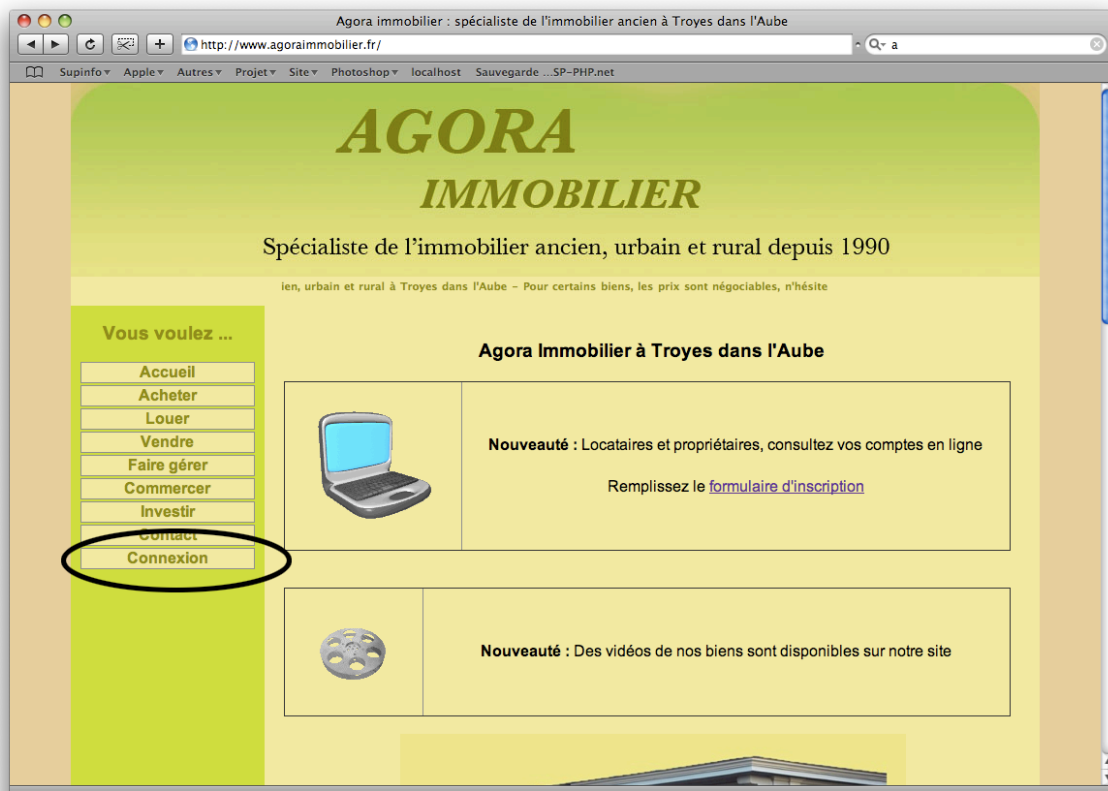 Agora immobilier : spécialiste de l'immobilier ancien à Troyes dans l'Aube
http://www.agoraimmobilier.fr/
a
Supinfo Apple Autres Projet Site Photoshop localhost Sauvegarde ...SP-PHP.net
AGORA
IMMOBILIER
Spécialiste de l'immobilier ancien, urbain et rural depuis 1990
ien, urbain et rural à Troyes dans l'Aube – Pour certains biens, les prix sont négociables, n'hésite
Vous voulez ...
Accueil
Acheter
Louer
Vendre
Faire gérer
Commercer
Investir
Contact
Connexion
Agora Immobilier à Troyes dans l'Aube
Nouveauté : Locataires et propriétaires, consultez vos comptes en ligne
Remplissez le formulaire d'inscription
Nouveauté : Des vidéos de nos biens sont disponibles sur notre site